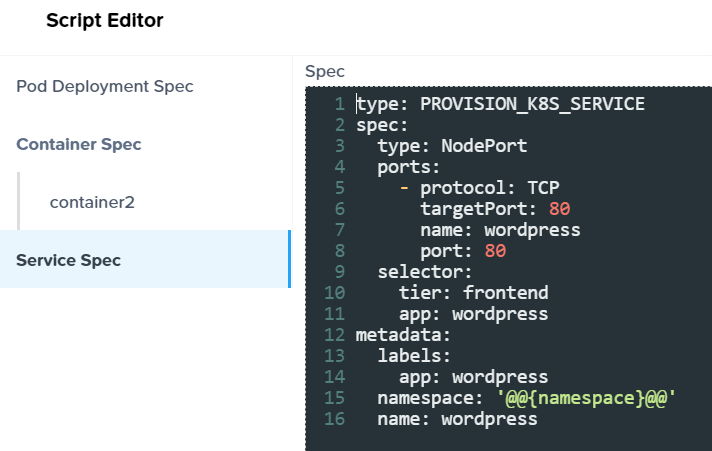 Script Editor
Pod Deployment Spec
Container Spec
container2
Service Spec
Spec
1 type: PROVISION_K8S_SERVICE
2 spec:
3   type: NodePort
4   ports:
5     - protocol: TCP
6       targetPort: 80
7       name: wordpress
8       port: 80
9   selector:
10     tier: frontend
11     app: wordpress
12 metadata:
13   labels:
14     app: wordpress
15   namespace: '@@{namespace}@@'
16   name: wordpress